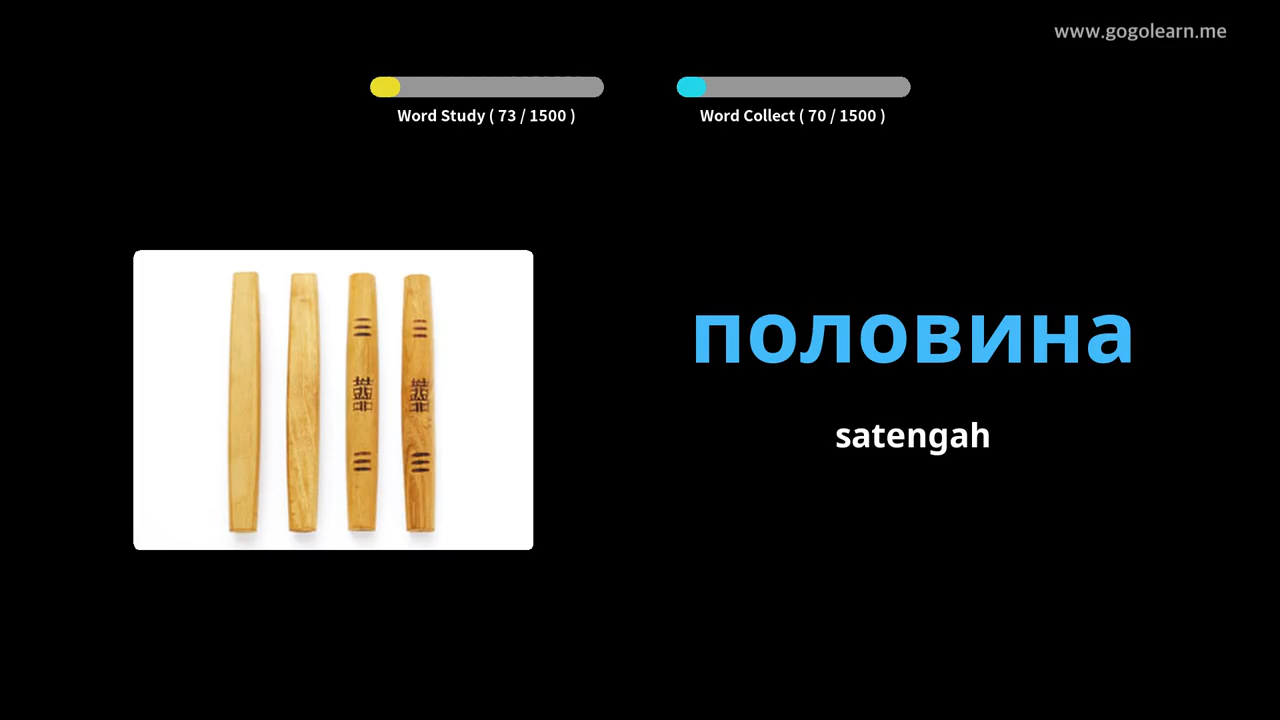 www.gogolearn.me
Word Study ( 73 / 1500 )
Word Collect ( 70 / 1500 )
половина
satengah